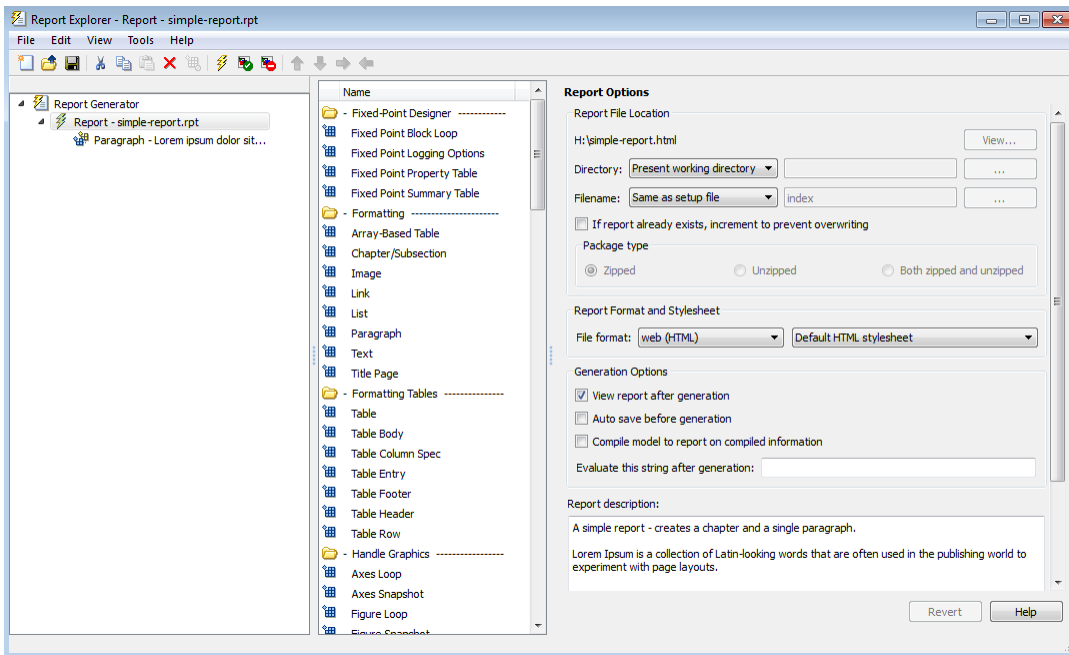 Report Explorer - Report - simple-report.rpt
File Edit View Tools Help
Report Generator
Report - simple-report.rpt
Paragraph - Lorem ipsum dolor sit...
Name
- Fixed-Point Designer ------------
Fixed Point Block Loop
Fixed Point Logging Options
Fixed Point Property Table
Fixed Point Summary Table
- Formatting ----------------------
Array-Based Table
Chapter/Subsection
Image
Link
List
Paragraph
Text
Title Page
- Formatting Tables ---------------
Table
Table Body
Table Column Spec
Table Entry
Table Footer
Table Header
Table Row
- Handle Graphics -----------------
Axes Loop
Axes Snapshot
Figure Loop
Figure Snapshot
Report Options
Report File Location
H:\simple-report.html View...
Directory: Present working directory ...
Filename: Same as setup file index ...
If report already exists, increment to prevent overwriting
Package type
Zipped Unzipped Both zipped and unzipped
Report Format and Stylesheet
File format: web (HTML) Default HTML stylesheet
Generation Options
View report after generation
Auto save before generation
Compile model to report on compiled information
Evaluate this string after generation:
Report description:
A simple report - creates a chapter and a single paragraph.
Lorem Ipsum is a collection of Latin-looking words that are often used in the publishing world to
experiment with page layouts.
Revert Help